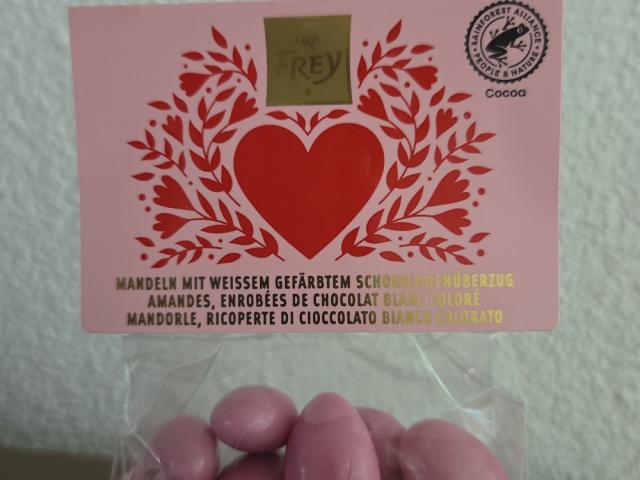 FREY
RAINFOREST ALLIANCE
PEOPLE & NATURE
Cocoa
MANDELN MIT WEISSEM GEFÄRBTEM SCHOKOLADENÜBERZUG
AMANDES, ENROBÉES DE CHOCOLAT BLANC COLORÉ
MANDORLE, RICOPERTE DI CIOCCOLATO BIANCO COLORATO